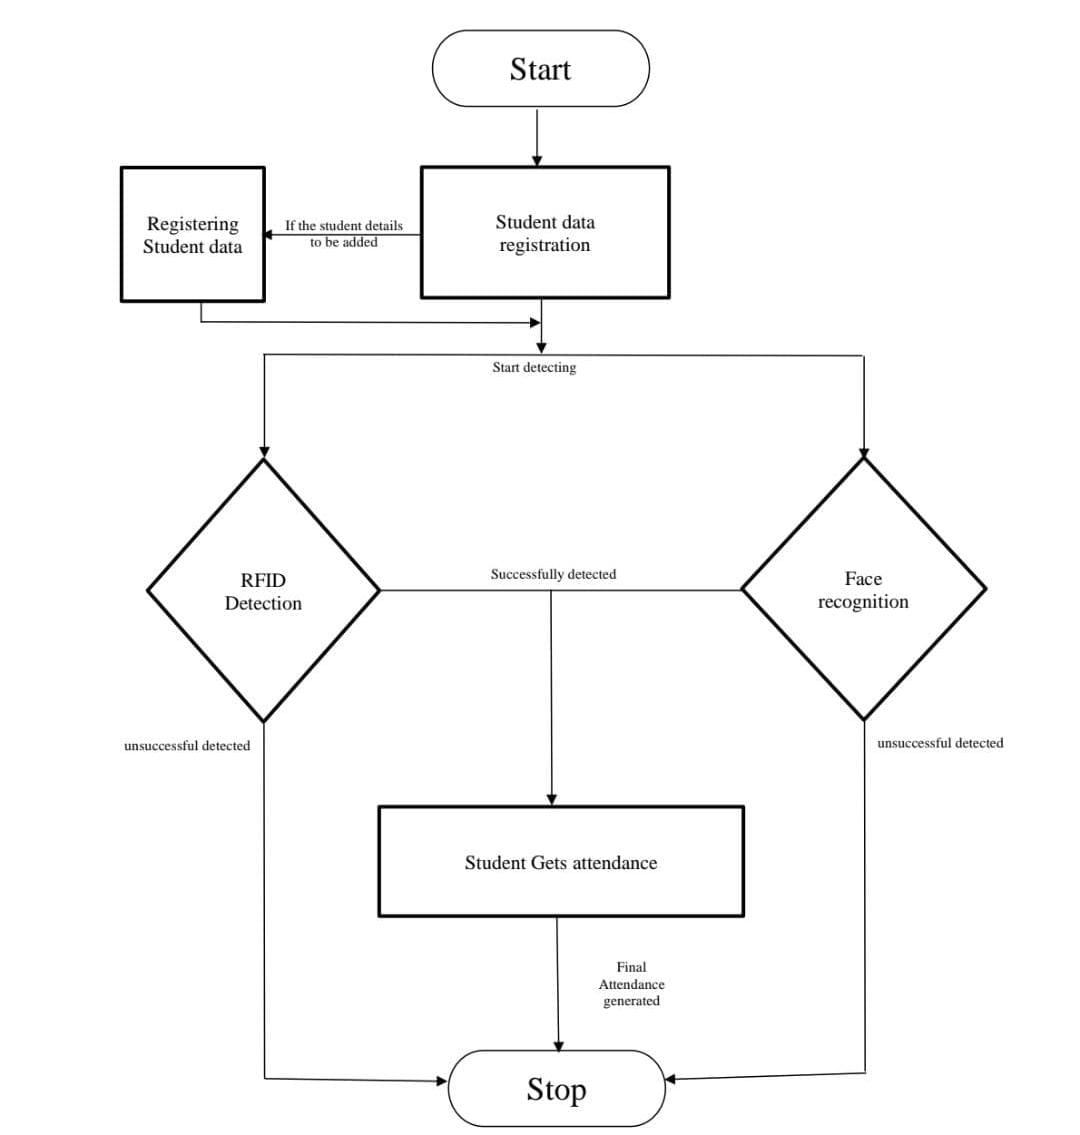 Start
Registering
Student data
If the student details
to be added
Student data
registration
Start detecting
RFID
Detection
Successfully detected
Face
recognition
unsuccessful detected
unsuccessful detected
Student Gets attendance
Final
Attendance
generated
Stop